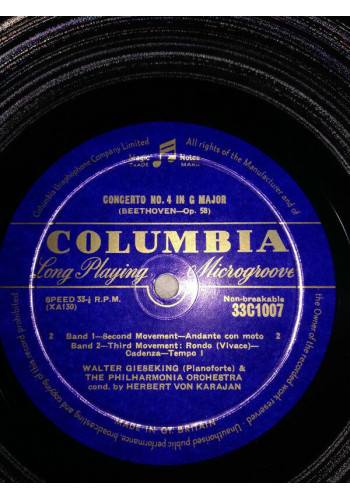 Columbia Graphophone Company Limited
All rights of the Manufacturer and of
the Owner of the recorded work reserved.
Unauthorised public performance, broadcasting and copying
prohibited
Magic Notes
TRADE MARK
CONCERTO NO. 4 IN G MAJOR
(BEETHOVEN—Op. 58)
COLUMBIA
Long Playing Microgroove
SPEED 33⅓ R.P.M.
(XA130)
Non-breakable
33C1007
2 Band 1—Second Movement—Andante con moto 2
Band 2—Third Movement: Rondo (Vivace)—
Cadenza—Tempo I
WALTER GIESEKING (Pianoforte) &
THE PHILHARMONIA ORCHESTRA
cond. by HERBERT VON KARAJAN
MADE IN GT BRITAIN